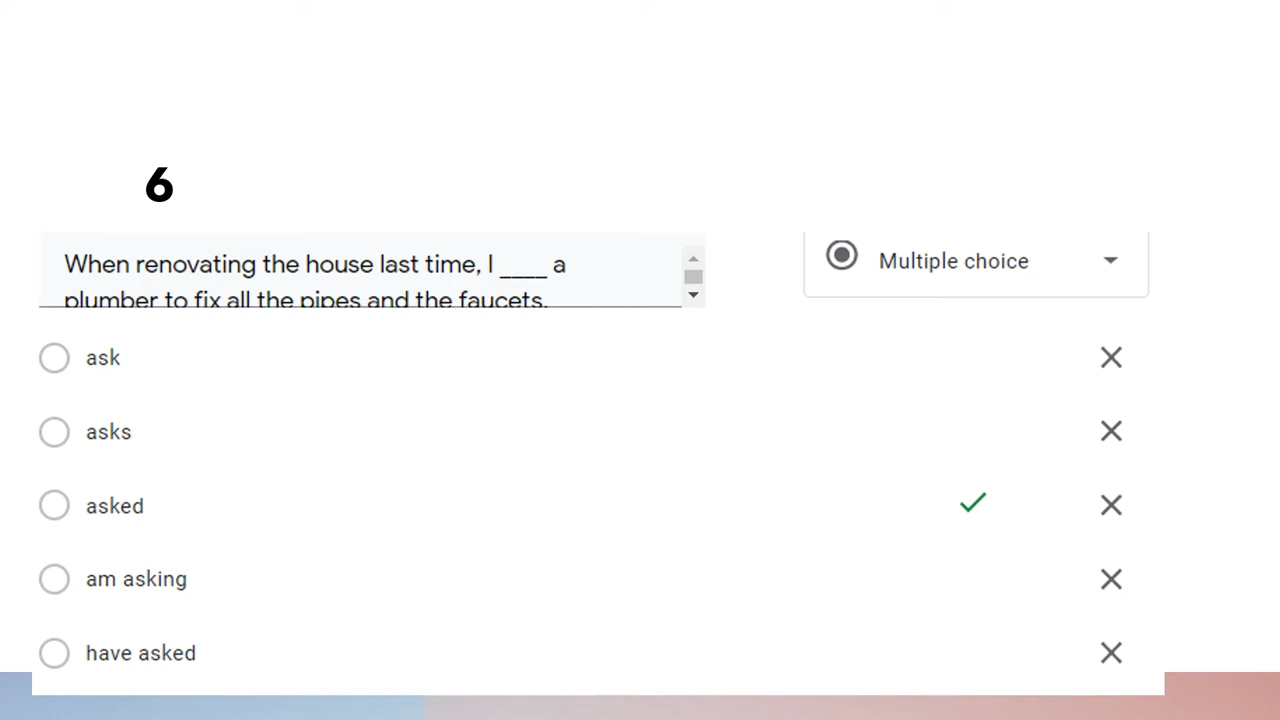 6
When renovating the house last time, I ____ a
plumber to fix all the pipes and the faucets.
Multiple choice
ask
asks
asked
am asking
have asked